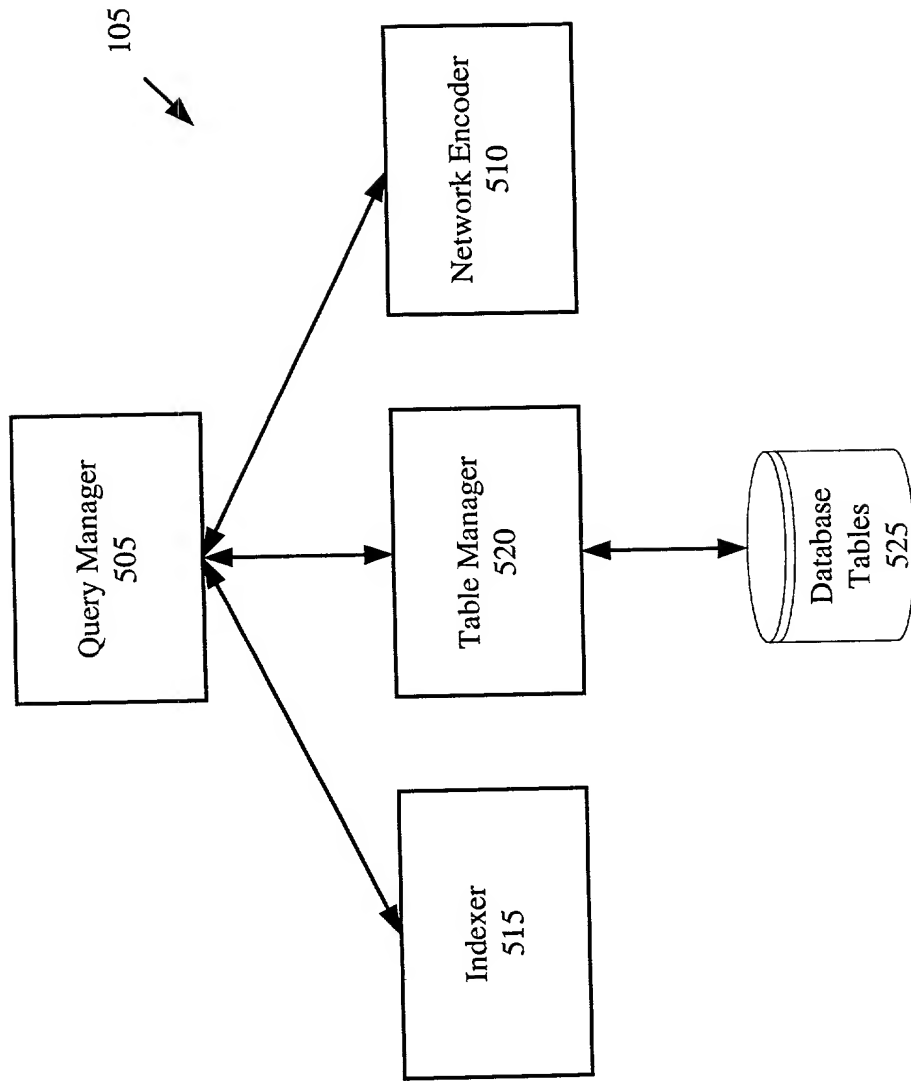 105
Query Manager
505
Indexer
515
Table Manager
520
Network Encoder
510
Database
Tables
525